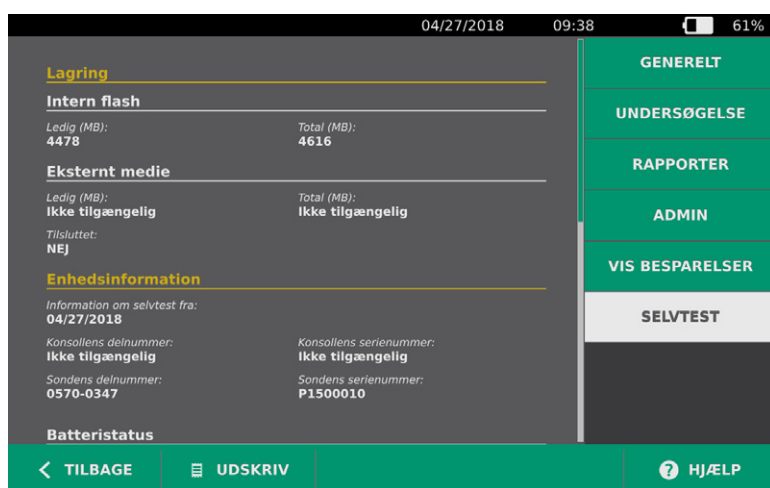 04/27/2018 09:38 61%
Lagring
Intern flash
Ledig (MB): Total (MB):
4478 4616
Eksternt medie
Ledig (MB): Total (MB):
Ikke tilgængelig Ikke tilgængelig
Tilsluttet:
NEJ
Enhedsinformation
Information om selvtest fra:
04/27/2018
Konsollens delnummer: Konsollens serienummer:
Ikke tilgængelig Ikke tilgængelig
Sondens delnummer: Sondens serienummer:
0570-0347 P1500010
Batteristatus
GENERELT
UNDERSØGELSE
RAPPORTER
ADMIN
VIS BESPARELSER
SELVTEST
TILBAGE UDSKRIV ? HJÆLP